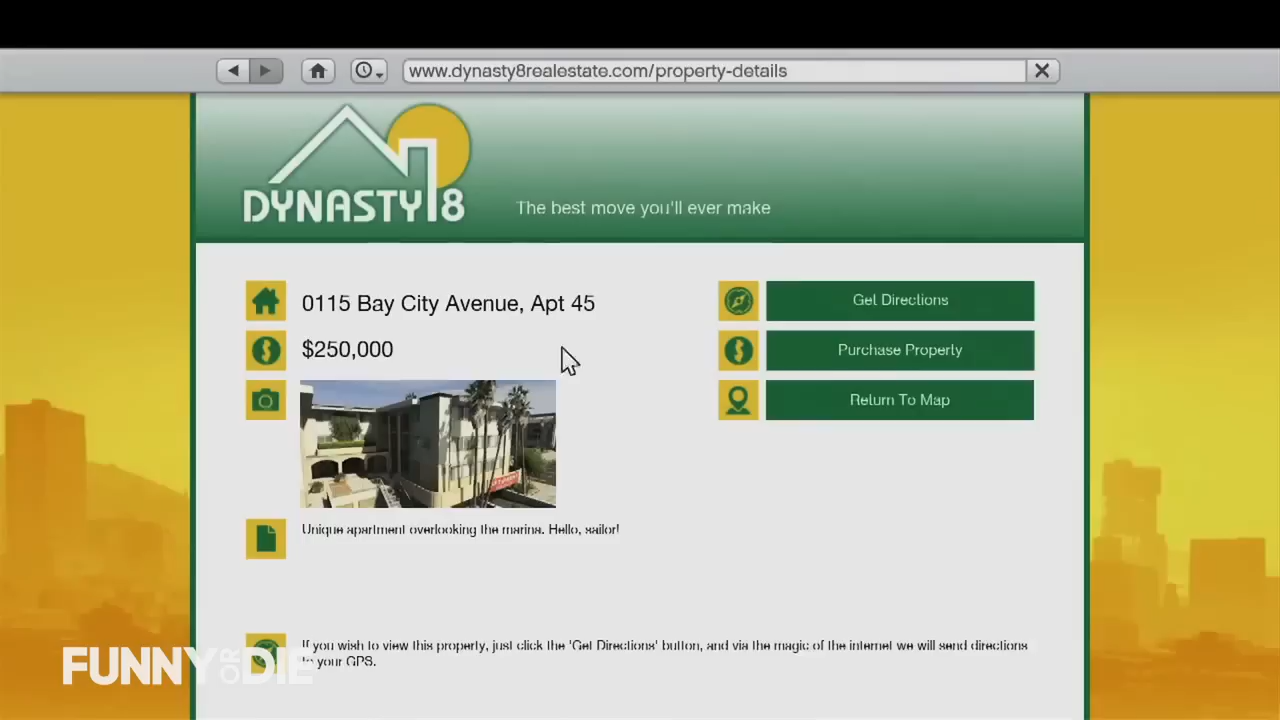 www.dynasty8realestate.com/property-details
DYNASTY 8
The best move you'll ever make
0115 Bay City Avenue, Apt 45
$250,000
Get Directions
Purchase Property
Return To Map
Unique apartment overlooking the marina. Hello, sailor!
If you wish to view this property, just click the 'Get Directions' button, and via the magic of the internet we will send directions
to your GPS.
FUNNY OR DIE